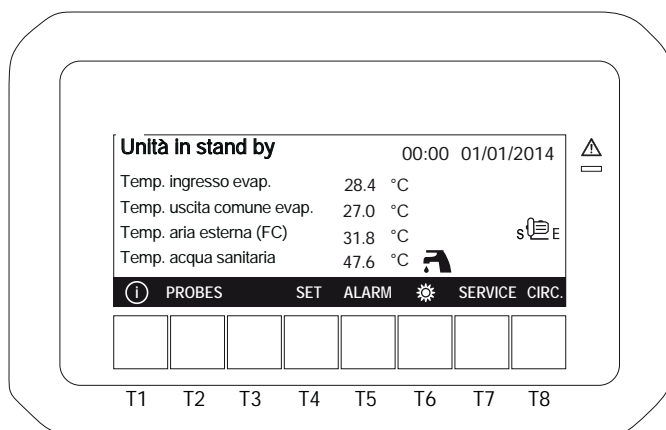 Unità in stand by 00:00 01/01/2014
Temp. ingresso evap. 28.4 °C
Temp. uscita comune evap. 27.0 °C
Temp. aria esterna (FC) 31.8 °C
S E
Temp. acqua sanitaria 47.6 °C
i PROBES SET ALARM SERVICE CIRC.
T1 T2 T3 T4 T5 T6 T7 T8